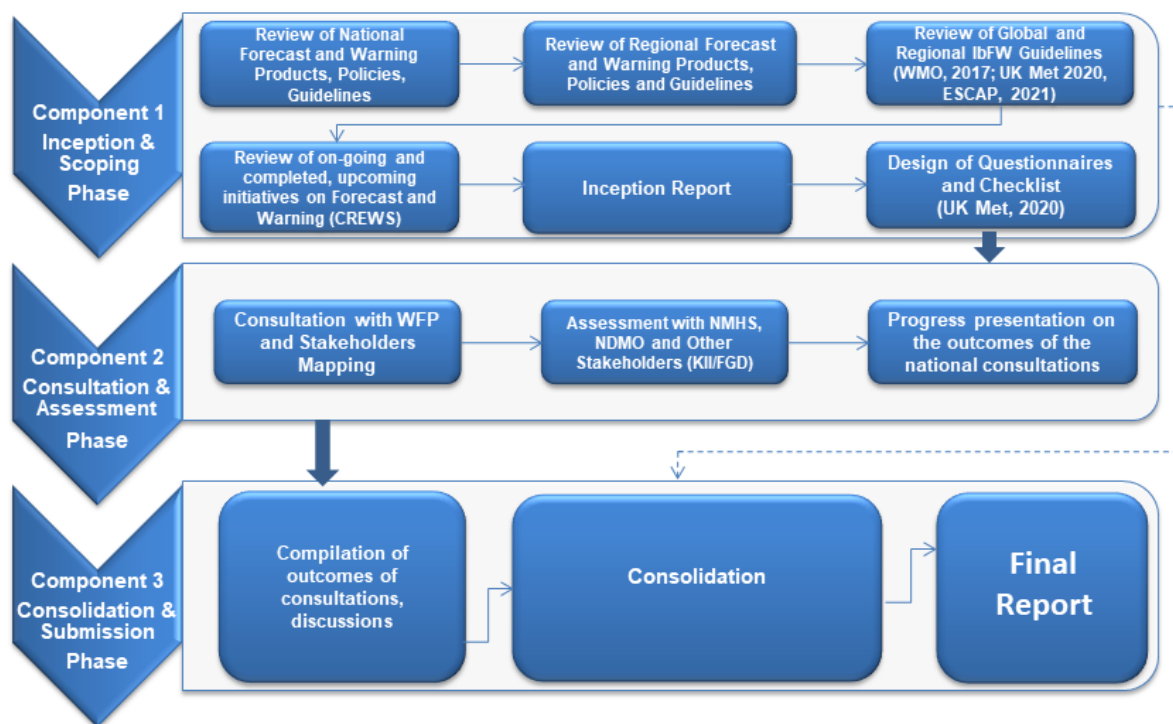 Component 1
Inception &
Scoping
Phase
Review of National
Forecast and Warning
Products, Policies,
Guidelines
Review of Regional Forecast
and Warning Products,
Policies and Guidelines
Review of Global and
Regional IbFW Guidelines
(WMO, 2017; UK Met 2020,
ESCAP, 2021)
Review of on-going and
completed, upcoming
initiatives on Forecast and
Warning (CREWS)
Inception Report
Design of Questionnaires
and Checklist
(UK Met, 2020)
Component 2
Consultation &
Assessment
Phase
Consultation with WFP
and Stakeholders
Mapping
Assessment with NMHS,
NDMO and Other
Stakeholders (KII/FGD)
Progress presentation on
the outcomes of the
national consultations
Component 3
Consolidation &
Submission
Phase
Compilation of
outcomes of
consultations,
discussions
Consolidation
Final
Report